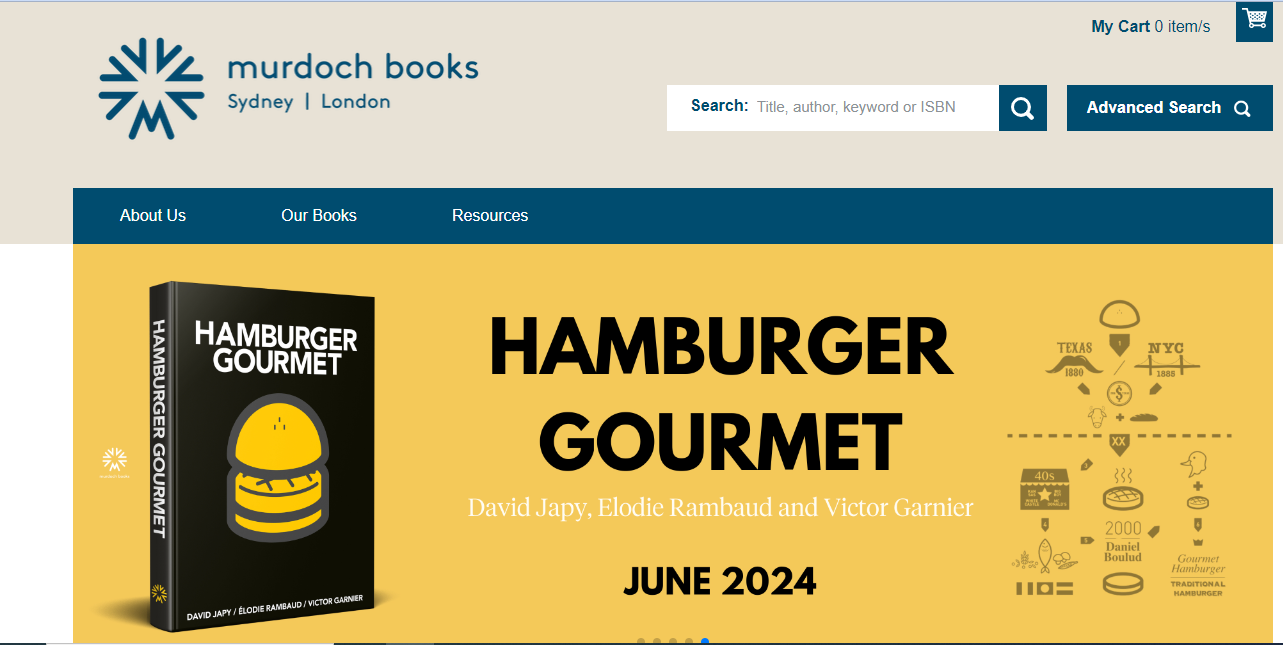 My Cart 0 item/s
murdoch books
Sydney | London
Search: Title, author, keyword or ISBN
Advanced Search
About Us
Our Books
Resources
HAMBURGER GOURMET
HAMBURGER
GOURMET
DAVID JAPY / ÉLODIE RAMBAUD / VICTOR GARNIER
HAMBURGER
GOURMET
David Japy, Elodie Rambaud and Victor Garnier
JUNE 2024
TEXAS
1880
NYC
1885
$
XX
40s
2000
Daniel
Boulud
Gourmet
Hamburger
TRADITIONAL
HAMBURGER